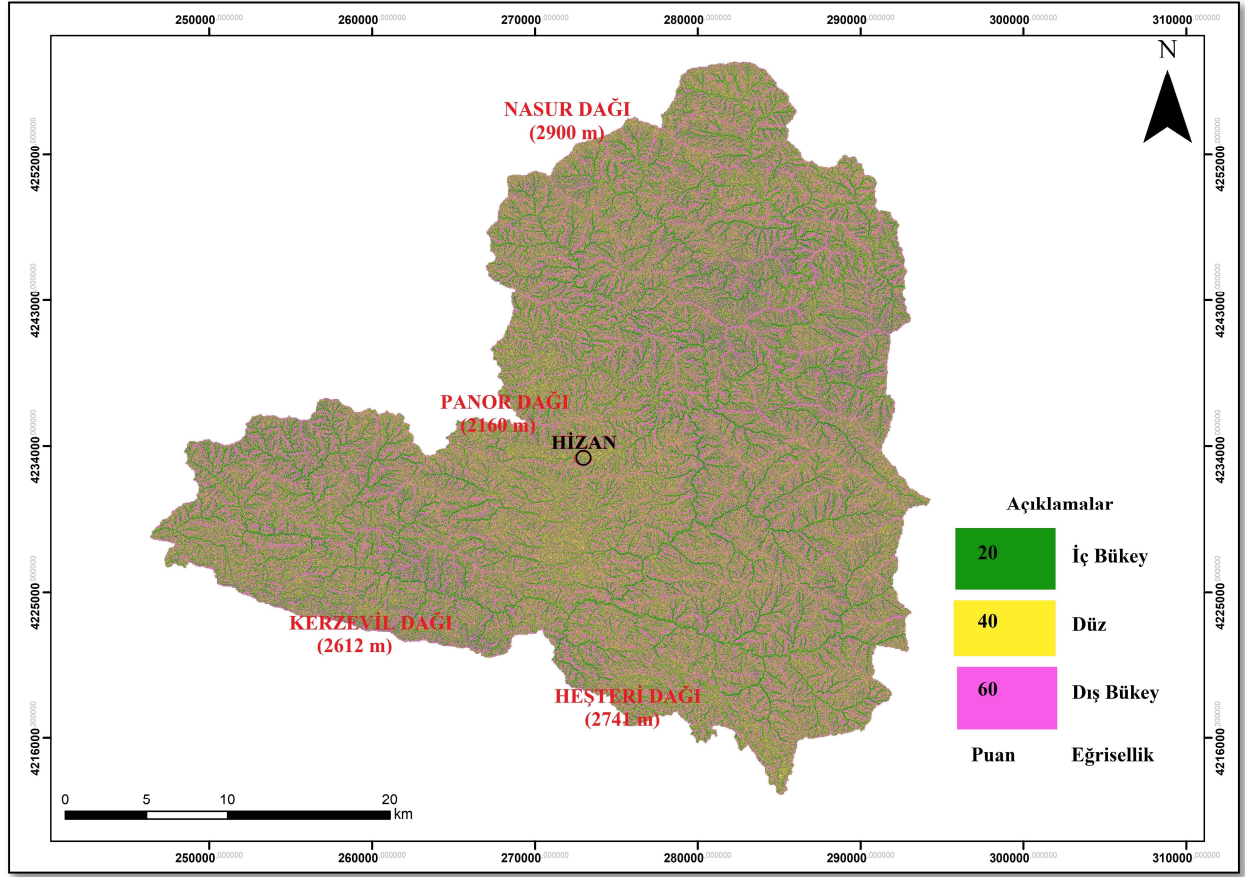 250000.000000 260000.000000 270000.000000 280000.000000 290000.000000 300000.000000 310000.000000
N
NASUR DAĞI
(2900 m)
4252000.000000 4252000.000000
4243000.000000 4243000.000000
PANOR DAĞI
(2160 m)
HİZAN
4234000.000000 4234000.000000
Açıklamalar
20 İç Bükey
40 Düz
60 Dış Bükey
Puan Eğrisellik
4225000.000000 4225000.000000
KERZEVİL DAĞI
(2612 m)
HEŞTERİ DAĞI
(2741 m)
4216000.000000 4216000.000000
0 5 10 20
km
250000.000000 260000.000000 270000.000000 280000.000000 290000.000000 300000.000000 310000.000000